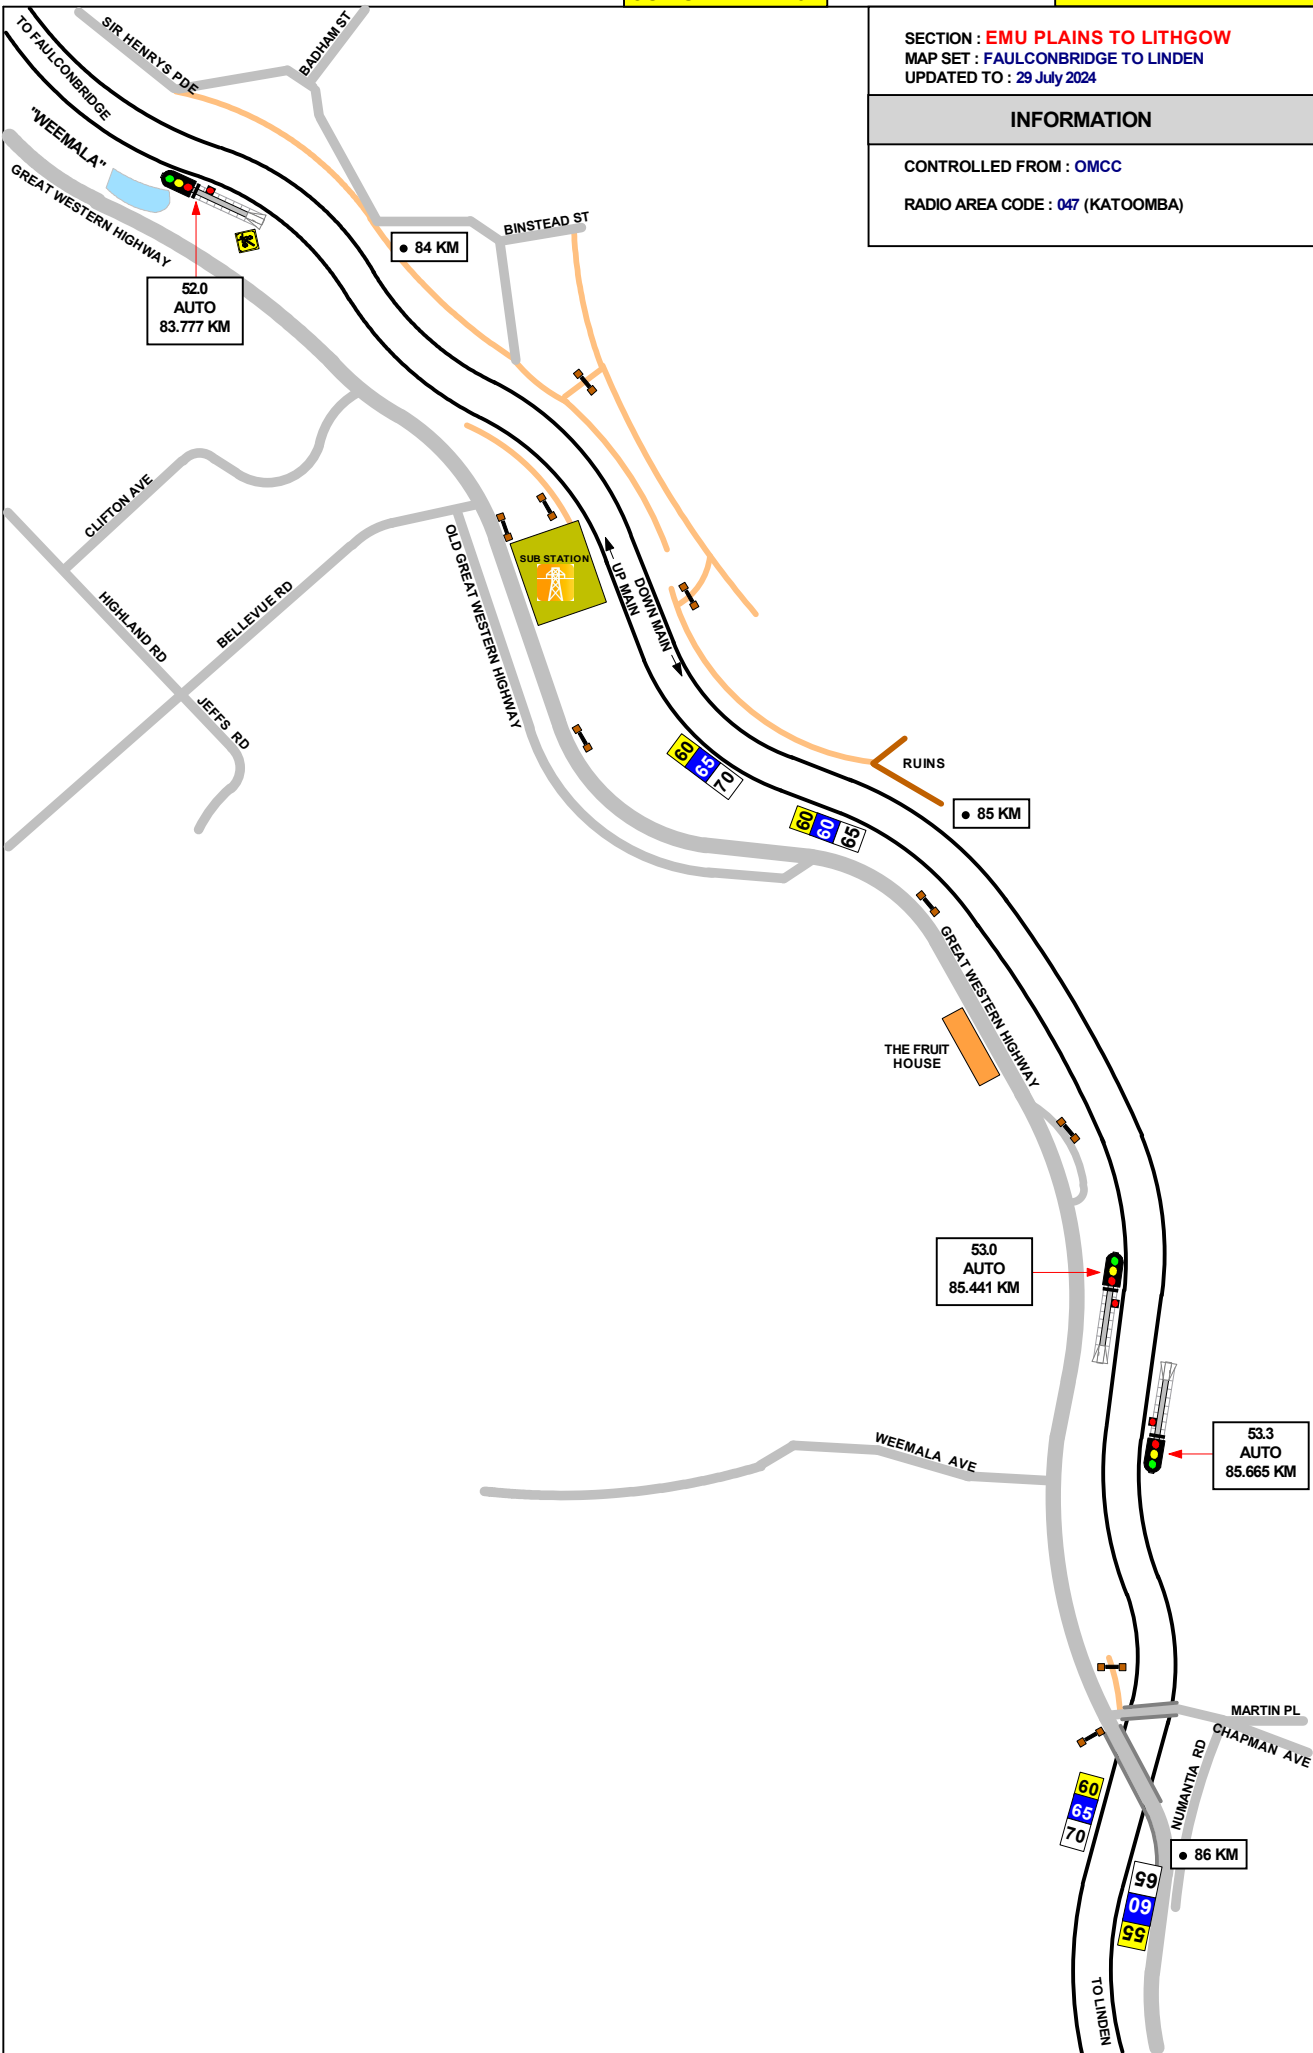 SECTION : EMU PLAINS TO LITHGOW
MAP SET : FAULCONBRIDGE TO LINDEN
UPDATED TO : 29 July 2024
INFORMATION
CONTROLLED FROM : OMCC
RADIO AREA CODE : 047 (KATOOMBA)
TO FAULCONBRIDGE
SIR HENRYS PDE
BADHAM ST
"WEEMALA"
GREAT WESTERN HIGHWAY
BINSTEAD ST
84 KM
52.0
AUTO
83.777 KM
CLIFTON AVE
HIGHLAND RD
BELLEVUE RD
JEFFS RD
OLD GREAT WESTERN HIGHWAY
SUB STATION
UP MAIN
DOWN MAIN
60
65
70
RUINS
85 KM
60
60
65
GREAT WESTERN HIGHWAY
THE FRUIT
HOUSE
53.0
AUTO
85.441 KM
53.3
AUTO
85.665 KM
WEEMALA AVE
MARTIN PL
CHAPMAN AVE
NUMANTIA RD
60
65
70
86 KM
65
60
55
TO LINDEN